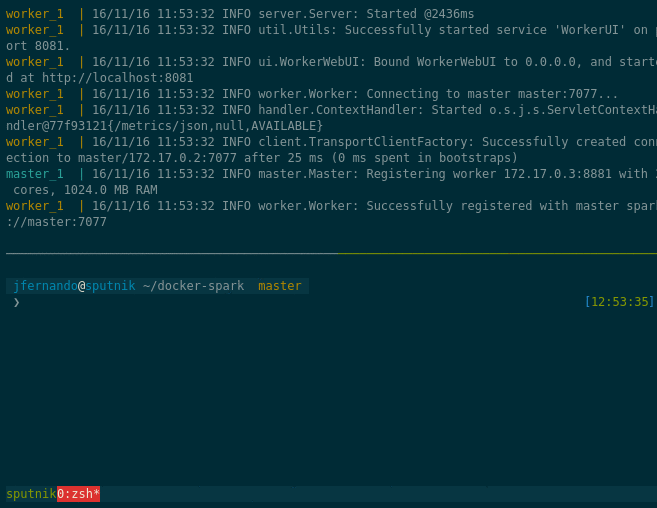 worker_1  | 16/11/16 11:53:32 INFO server.Server: Started @2436ms
worker_1  | 16/11/16 11:53:32 INFO util.Utils: Successfully started service 'WorkerUI' on p
ort 8081.
worker_1  | 16/11/16 11:53:32 INFO ui.WorkerWebUI: Bound WorkerWebUI to 0.0.0.0, and starte
d at http://localhost:8081
worker_1  | 16/11/16 11:53:32 INFO worker.Worker: Connecting to master master:7077...
worker_1  | 16/11/16 11:53:32 INFO handler.ContextHandler: Started o.s.j.s.ServletContextHa
ndler@77f93121{/metrics/json,null,AVAILABLE}
worker_1  | 16/11/16 11:53:32 INFO client.TransportClientFactory: Successfully created conn
ection to master/172.17.0.2:7077 after 25 ms (0 ms spent in bootstraps)
master_1  | 16/11/16 11:53:32 INFO master.Master: Registering worker 172.17.0.3:8881 with
cores, 1024.0 MB RAM
worker_1  | 16/11/16 11:53:32 INFO worker.Worker: Successfully registered with master spark
://master:7077
jfernando@sputnik ~/docker-spark  master
❯ [12:53:35]
sputnik0:zsh*